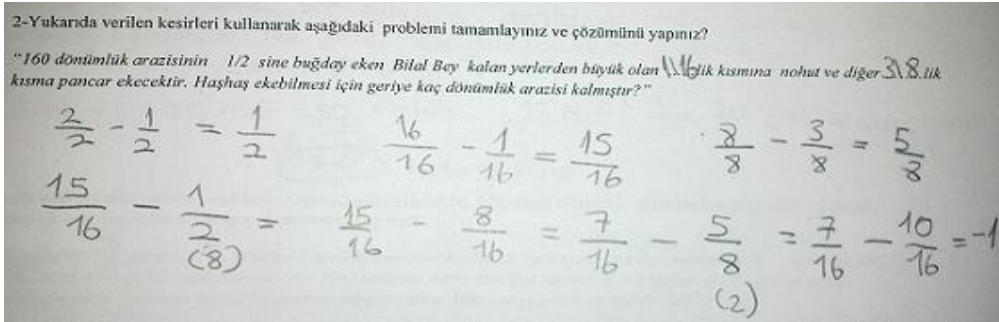 2-Yukarıda verilen kesirleri kullanarak aşağıdaki problemi tamamlayınız ve çözümünü yapınız?
"160 dönümlük arazisinin 1/2 sine buğday eken Bilal Bey kalan yerlerden büyük olan 1\16lik kısmına nohut ve diğer 3\8.lik
kısma pancar ekecektir. Haşhaş ekebilmesi için geriye kaç dönümlük arazisi kalmıştır?"
2/2 - 1/2 = 1/2 16/16 - 1/16 = 15/16 8/8 - 3/8 = 5/8
15/16 - 1/2 (8) = 15/16 - 8/16 = 7/16 - 5/8 (2) = 7/16 - 10/16 = -1